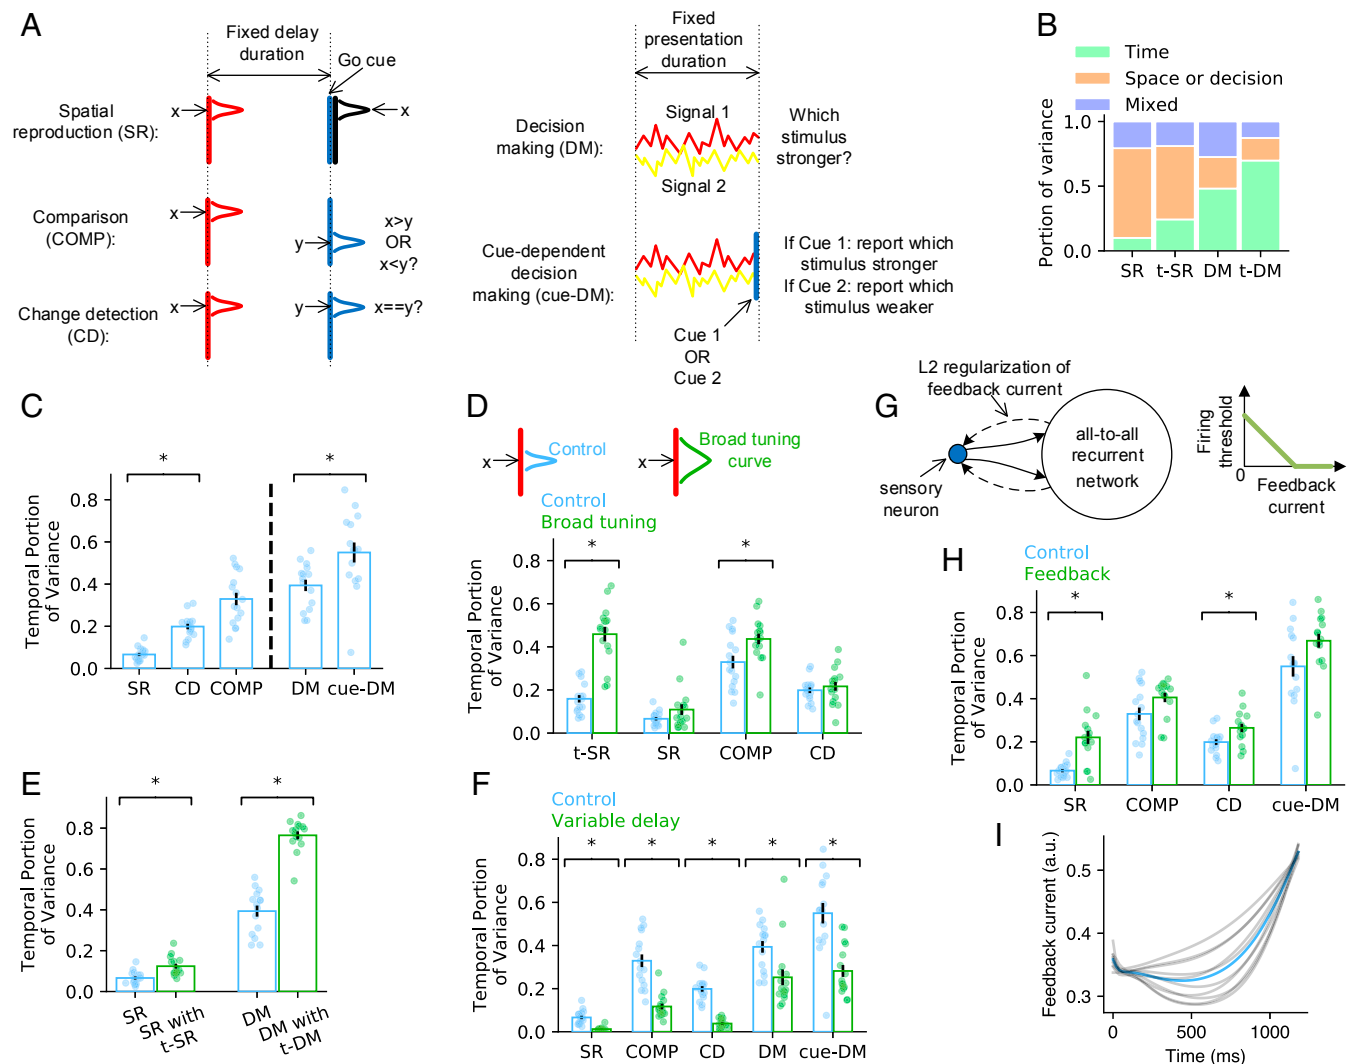 A
Fixed delay
duration
Go cue
Spatial
reproduction (SR):
x
x
Comparison
(COMP):
x
y
x>y
OR
x<y?
Change detection
(CD):
x
y
x==y?
Fixed
presentation
duration
Decision
making (DM):
Signal 1
Signal 2
Which
stimulus
stronger?
Cue-dependent
decision
making (cue-DM):
If Cue 1: report which
stimulus stronger
If Cue 2: report which
stimulus weaker
Cue 1
OR
Cue 2
B
Time
Space or decision
Mixed
Portion of variance
1.0
0.5
0.0
SR
t-SR
DM
t-DM
C
Temporal Portion
of Variance
0.8
0.6
0.4
0.2
0.0
*
*
SR
CD
COMP
DM
cue-DM
D
x
Control
x
Broad tuning
curve
Control
Broad tuning
Temporal Portion
of Variance
0.8
0.6
0.4
0.2
0.0
*
*
t-SR
SR
COMP
CD
E
Temporal Portion
of Variance
0.8
0.6
0.4
0.2
0.0
*
*
SR
SR with
t-SR
DM
DM with
t-DM
F
Control
Variable delay
Temporal Portion
of Variance
0.8
0.6
0.4
0.2
0.0
*
*
*
*
*
SR
COMP
CD
DM
cue-DM
G
L2 regularization of
feedback current
all-to-all
recurrent
network
sensory
neuron
Firing
threshold
0
Feedback
current
H
Control
Feedback
Temporal Portion
of Variance
0.8
0.6
0.4
0.2
0.0
*
*
SR
COMP
CD
cue-DM
I
Feedback current (a.u.)
0.5
0.4
0.3
0
500
1000
Time (ms)